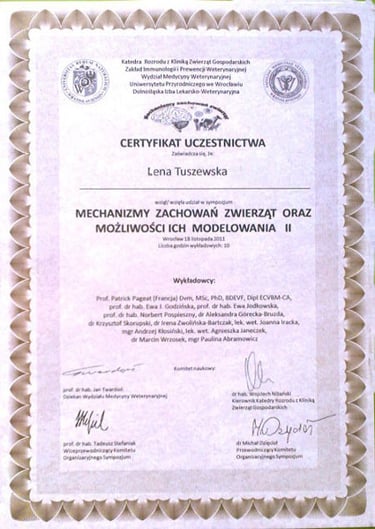 Katedra Rozrodu z Kliniką Zwierząt Gospodarskich
Zakład Immunologii i Prewencji Weterynaryjnej
Wydział Medycyny Weterynaryjnej
Uniwersytetu Przyrodniczego we Wrocławiu
Dolnośląska Izba Lekarsko-Weterynaryjna
CERTYFIKAT UCZESTNICTWA
Zaświadcza się, że
Lena Tuszewska
wziął/wzięła udział w sympozjum
MECHANIZMY ZACHOWAŃ ZWIERZĄT ORAZ
MOŻLIWOŚCI ICH MODELOWANIA II
Wrocław 18 listopada 2011
Liczba godzin wykładowych: 10
Wykładowcy:
Prof. Patrick Pageat (Francja) Dvm, MSc, PhD, BDEVF, Dipl ECVBM-CA,
prof. dr hab. Ewa J. Godzińska, prof. dr hab. Ewa Jodkowska,
prof. dr hab. Norbert Pospieszny, dr Aleksandra Górecka-Bruzda,
dr Krzysztof Skorupski, dr Irena Zwolińska-Bartczak, lek. wet. Joanna Iracka,
mgr Andrzej Kłosiński, lek. wet. Agnieszka Janeczek,
dr Marcin Wrzosek, mgr Paulina Abramowicz
Komitet naukowy:
prof. dr hab. Jan Twardoń
Dziekan Wydziału Medycyny Weterynaryjnej
dr hab. Wojciech Niżański
Kierownik Katedry Rozrodu z Kliniką
Zwierząt Gospodarskich
prof. dr hab. Tadeusz Stefaniak
Wiceprzewodniczący Komitetu
Organizacyjnego Sympozjum
dr Michał Dzięcioł
Przewodniczący Komitetu
Organizacyjnego Sympozjum